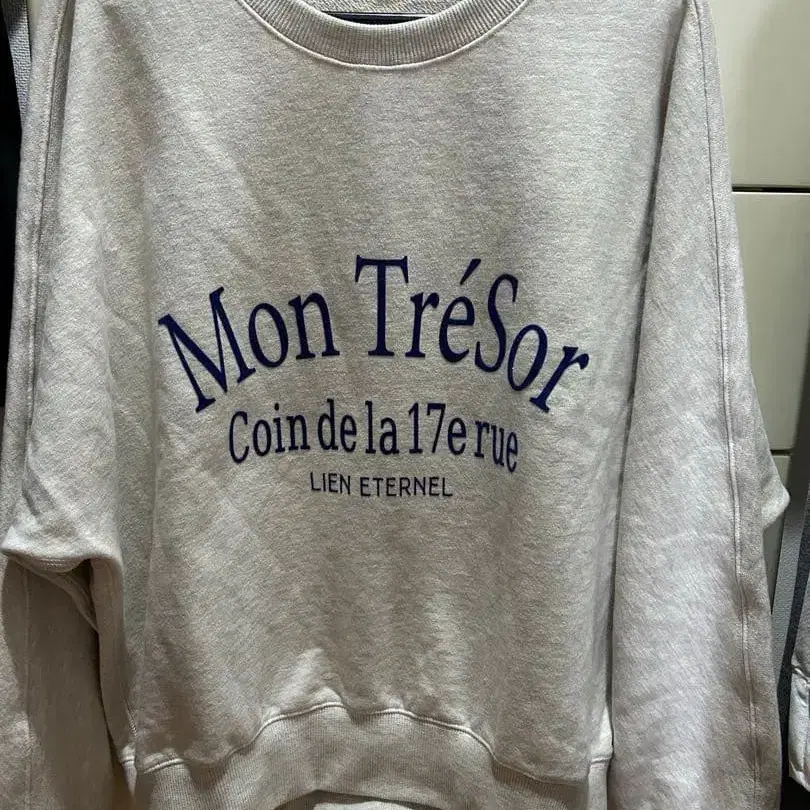 Mon TréSor
Coin de la 17e rue
LIEN ETERNEL